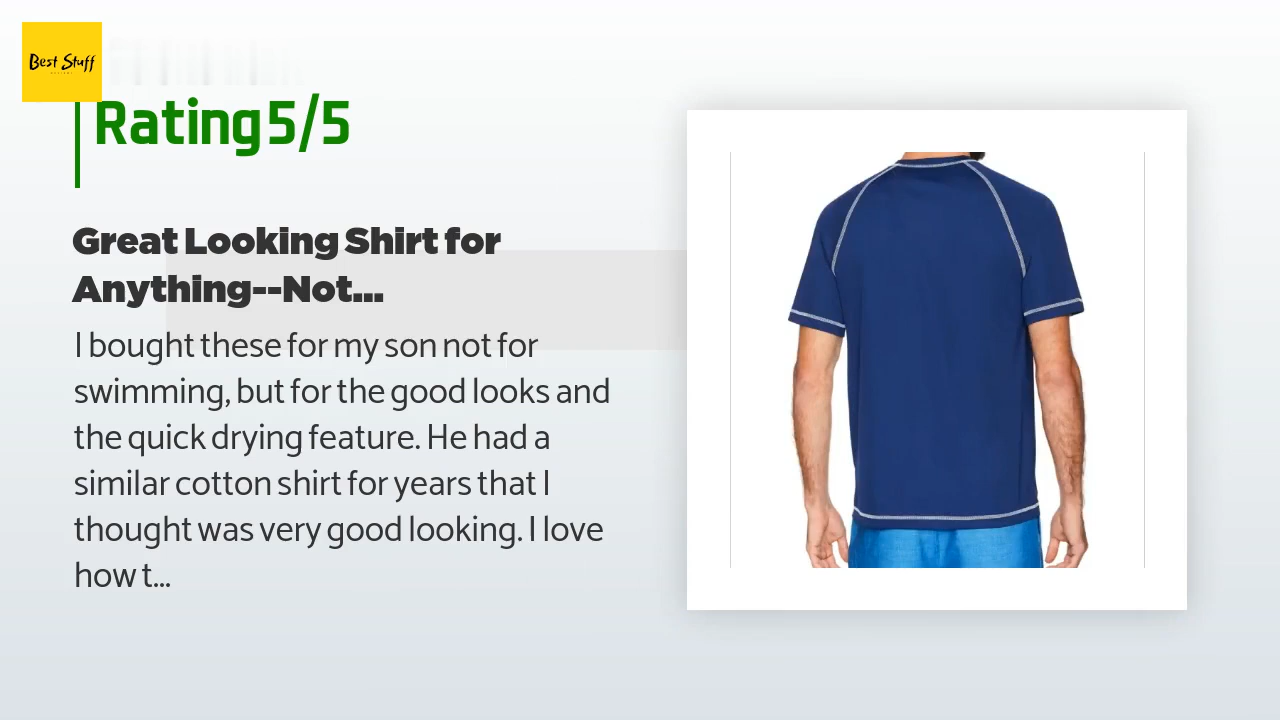 Best Stuff
Rating 5/5
Great Looking Shirt for
Anything--Not...
I bought these for my son not for
swimming, but for the good looks and
the quick drying feature. He had a
similar cotton shirt for years that I
thought was very good looking. I love
how t...